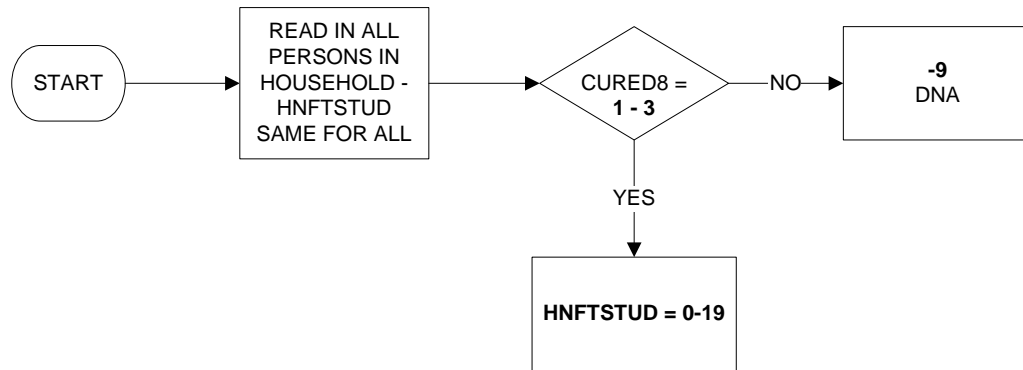 START
READ IN ALL
PERSONS IN
HOUSEHOLD -
HNFTSTUD
SAME FOR ALL
CURED8 =
1 - 3
NO
-9
DNA
YES
HNFTSTUD = 0-19